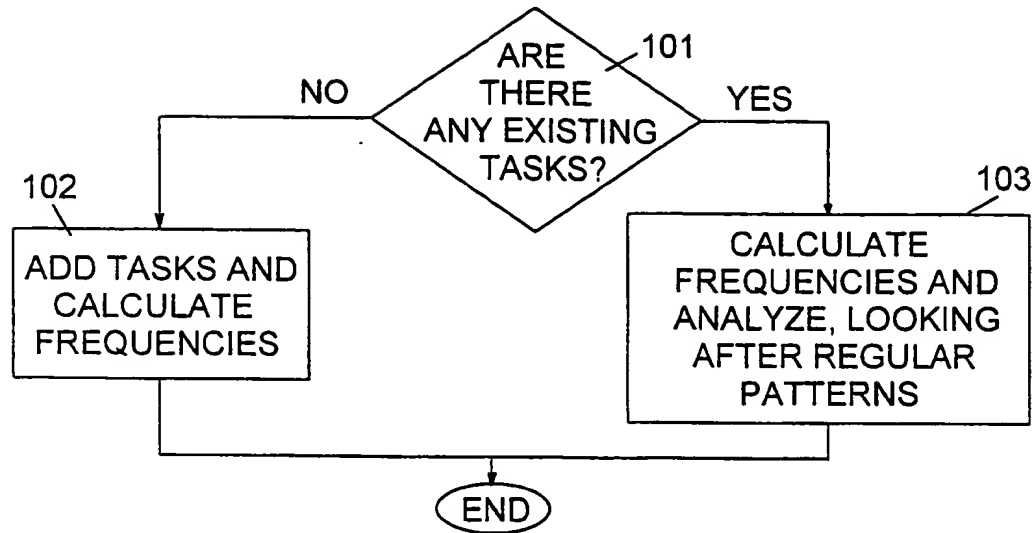 101
ARE
THERE
ANY EXISTING
TASKS?
NO
YES
102
ADD TASKS AND
CALCULATE
FREQUENCIES
103
CALCULATE
FREQUENCIES AND
ANALYZE, LOOKING
AFTER REGULAR
PATTERNS
END